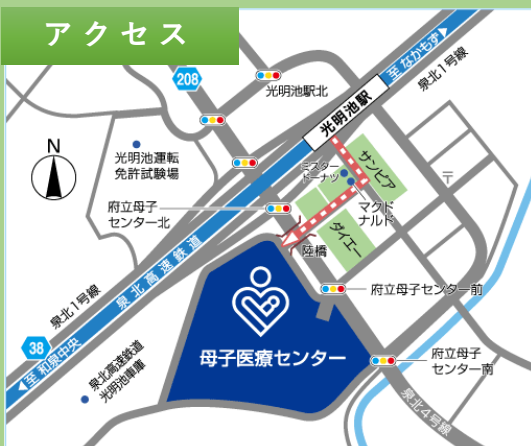 アクセス
至 なかもず
泉北1号線
208
光明池駅北
光明池駅
N
光明池運転
免許試験場
ミスター
ドーナツ
サンピア
〒
マクド
ナルド
府立母子
センター北
ダイエー
陸橋
泉北高速鉄道
泉北1号線
府立母子センター前
38
母子医療センター
至 和泉中央
泉北高速鉄道
光明池車庫
府立母子
センター南
泉北4号線